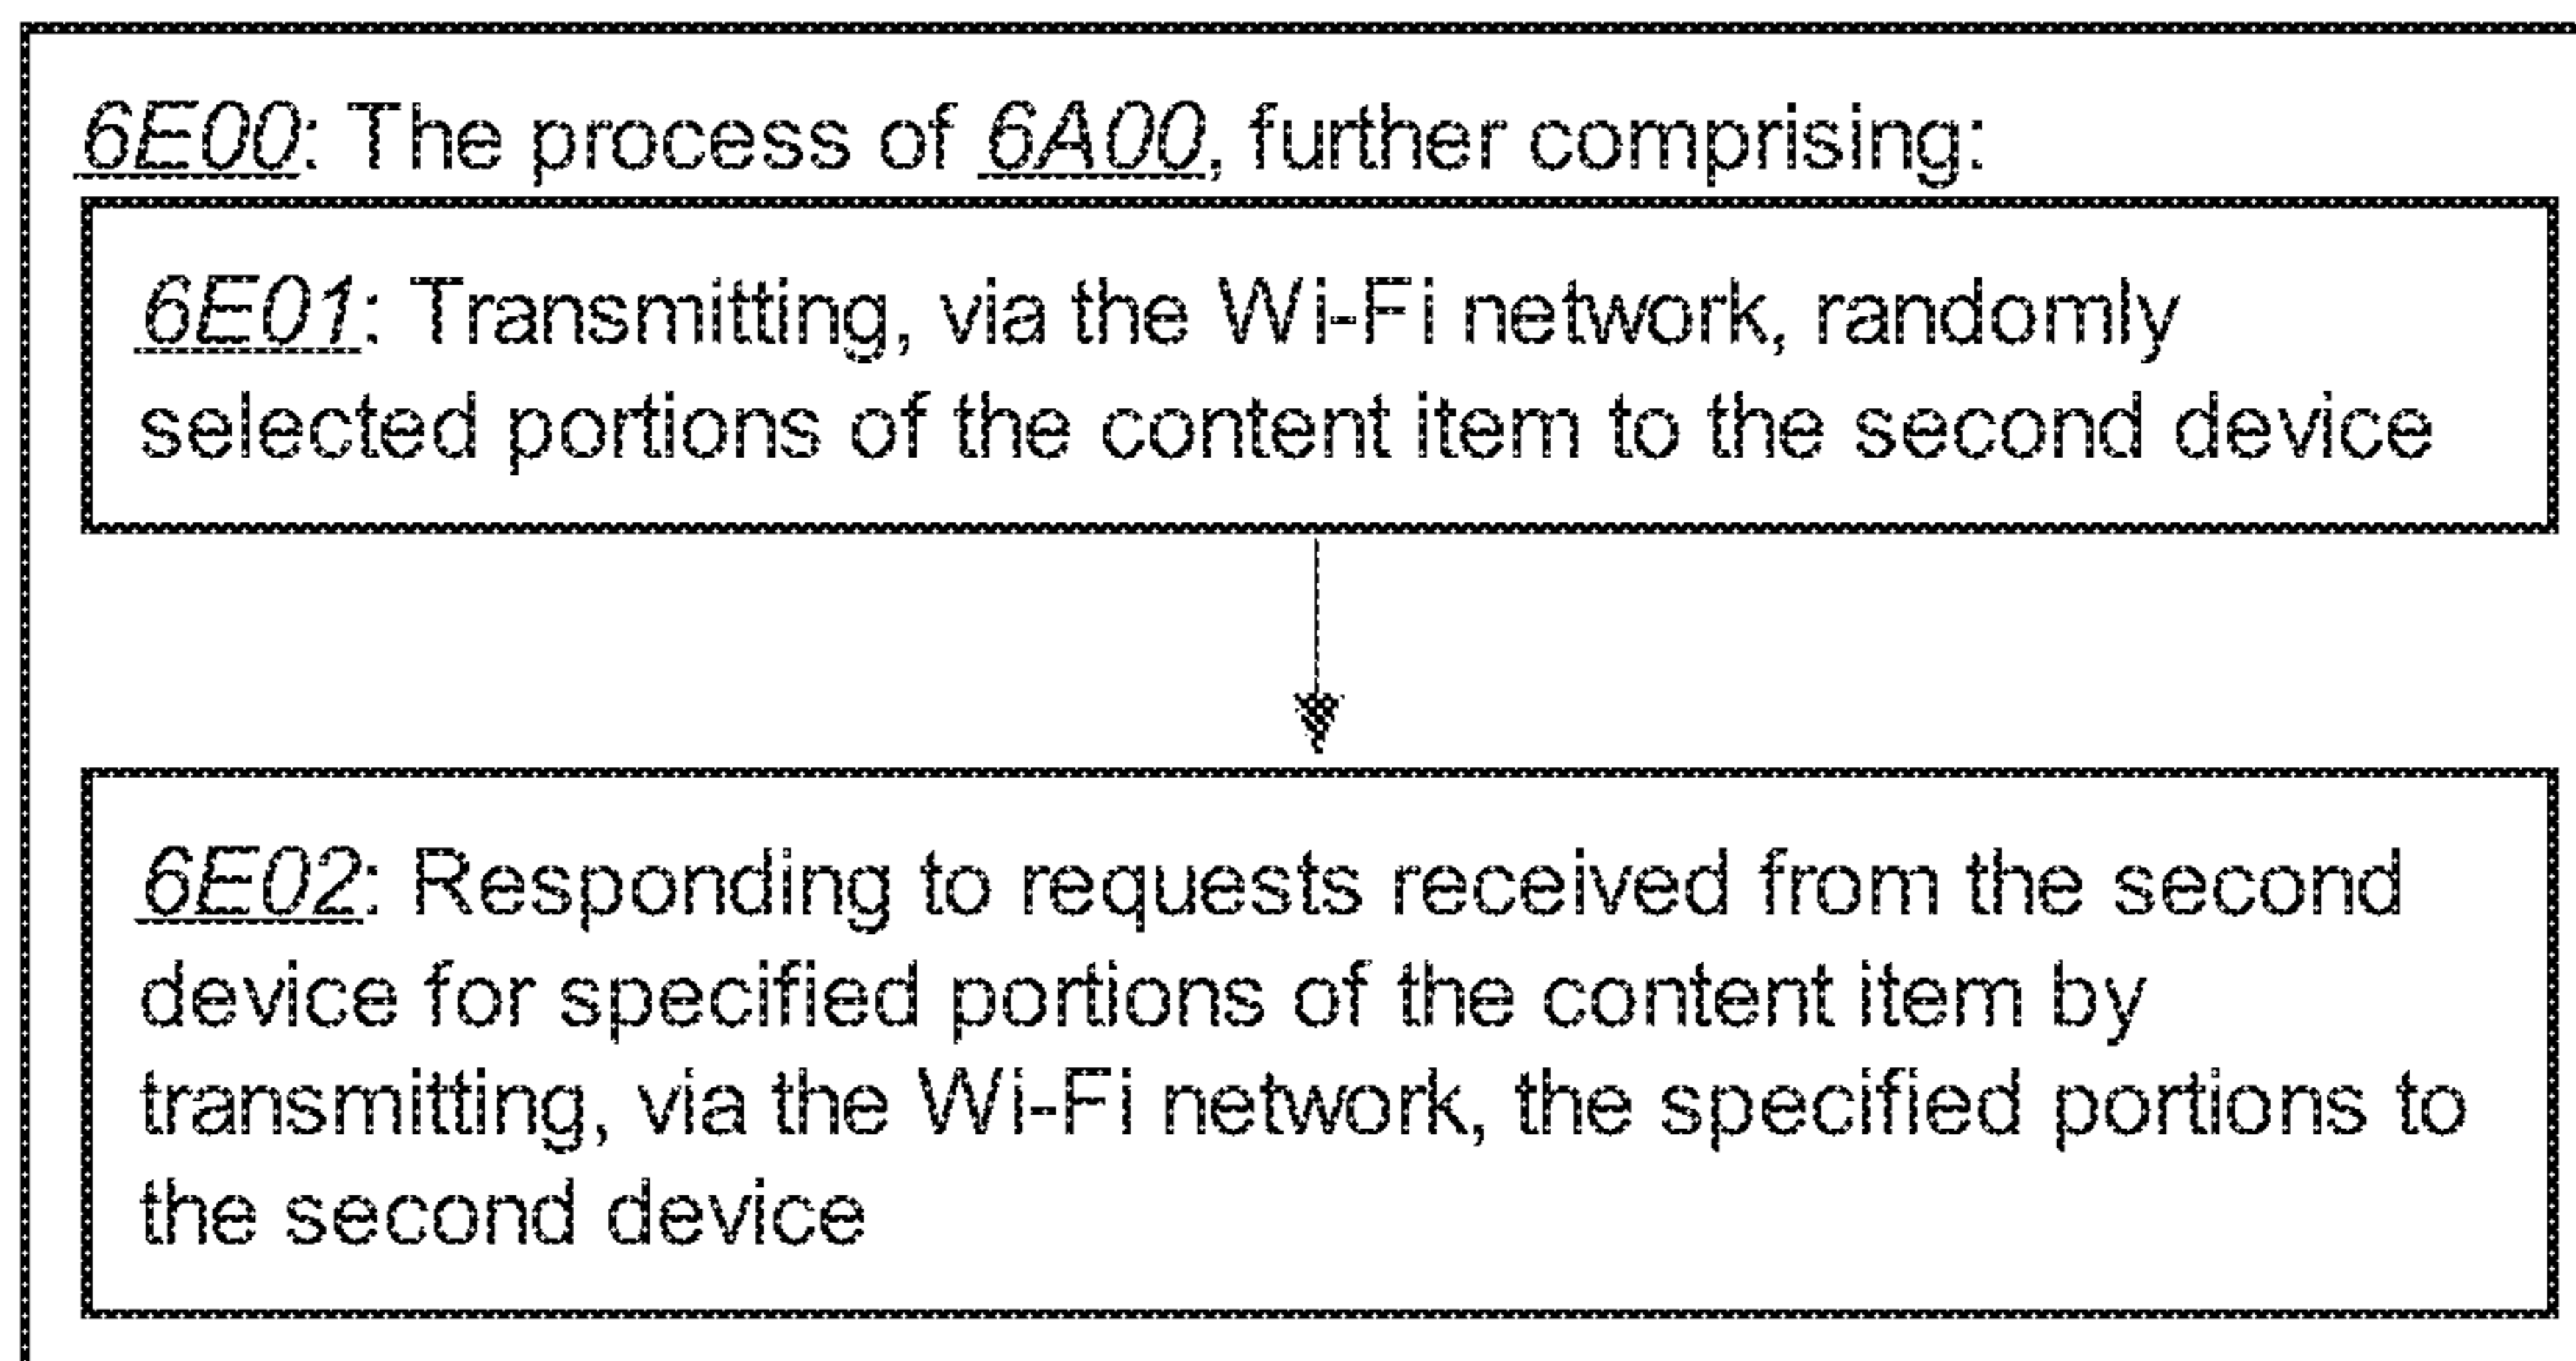 6E00: The process of 6A00, further comprising:
6E01: Transmitting, via the Wi-Fi network, randomly
selected portions of the content item to the second device
6E02: Responding to requests received from the second
device for specified portions of the content item by
transmitting, via the Wi-Fi network, the specified portions to
the second device